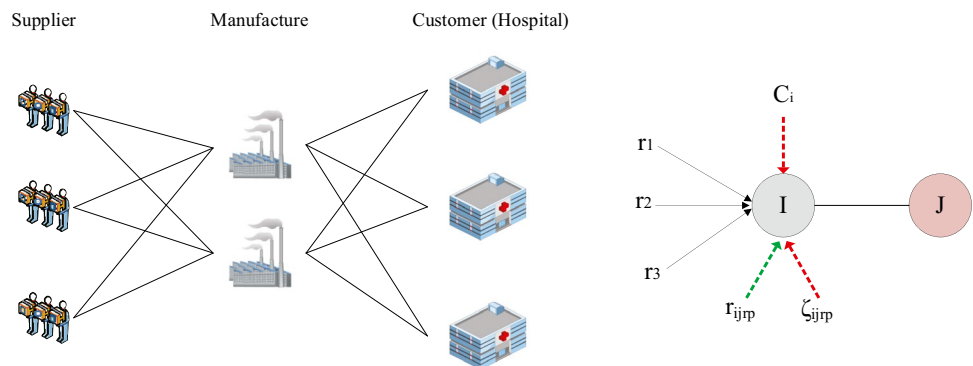 Supplier
Manufacture
Customer (Hospital)
Ci
r1
r2
r3
I
J
rijrp
ζijrp